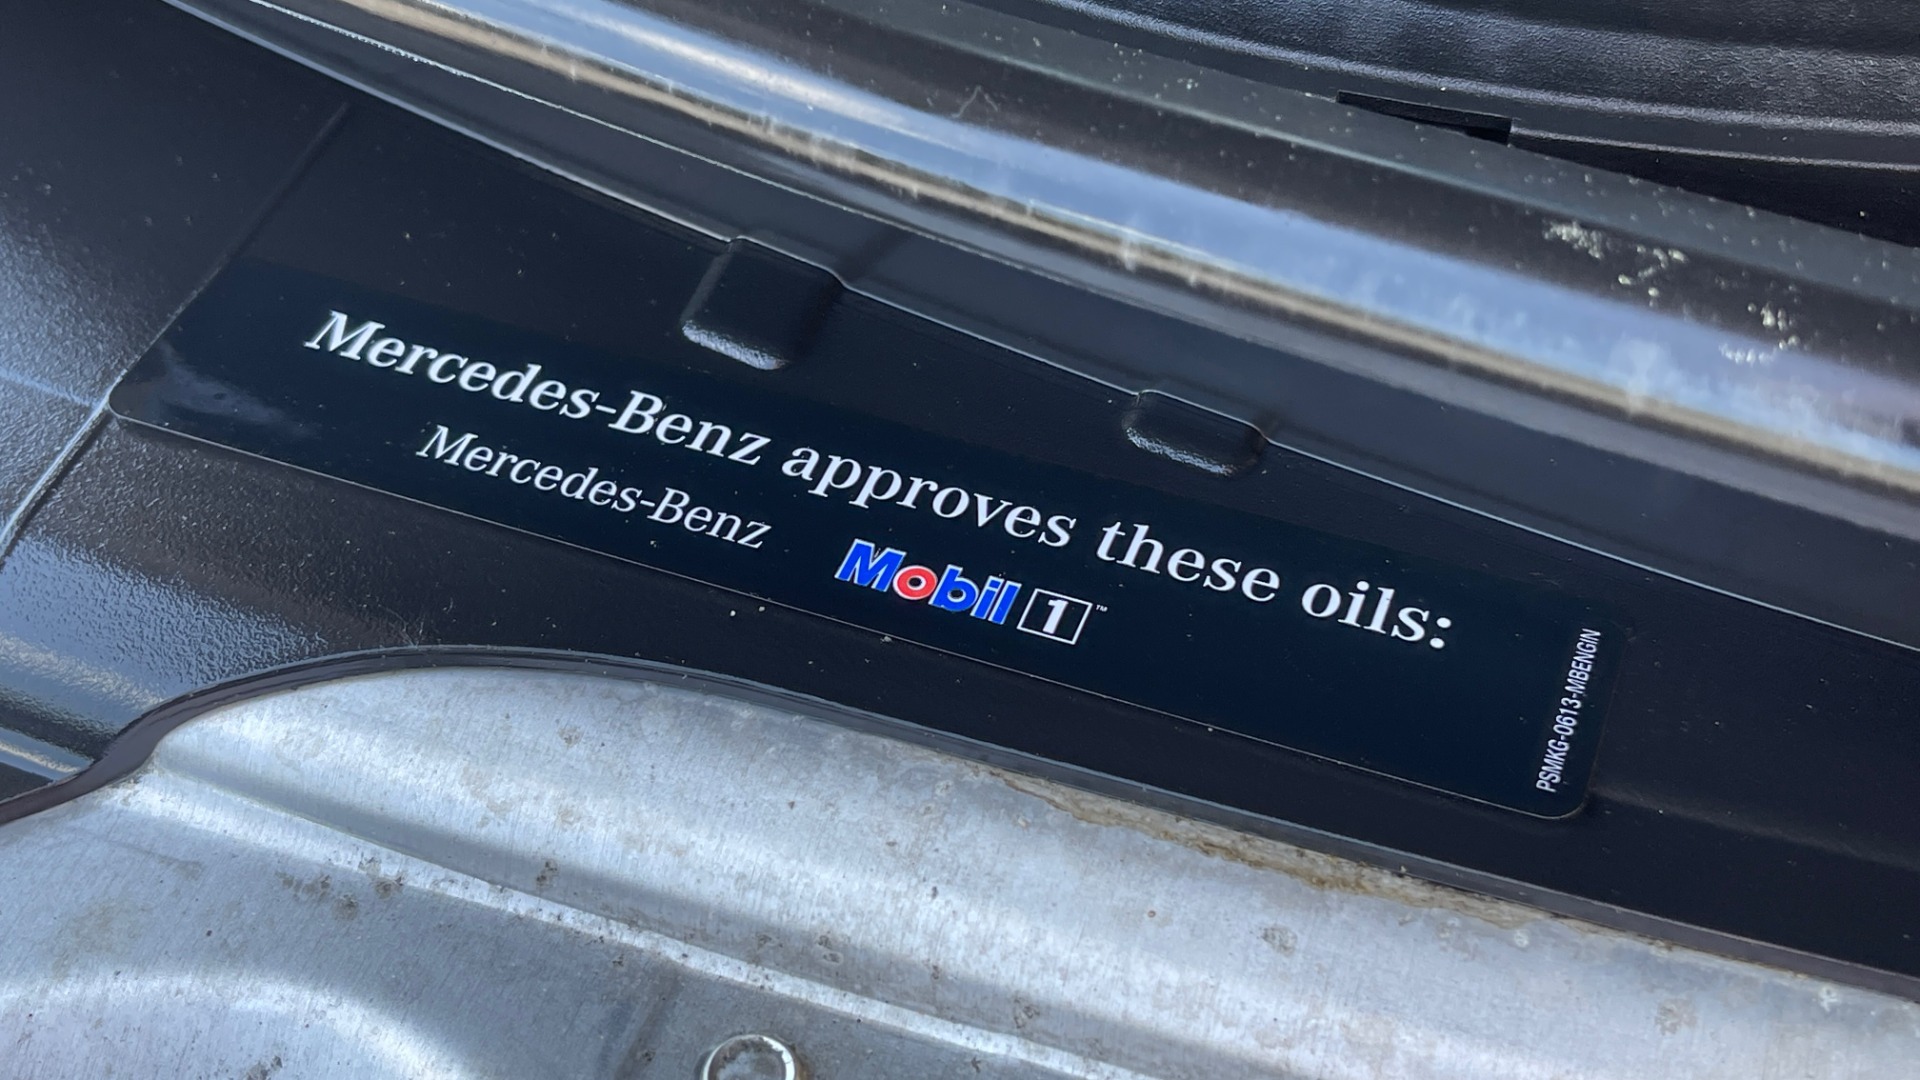 Mercedes-Benz approves these oils:
Mercedes-Benz Mobil 1™
PSMKG-0613-MBENGIN